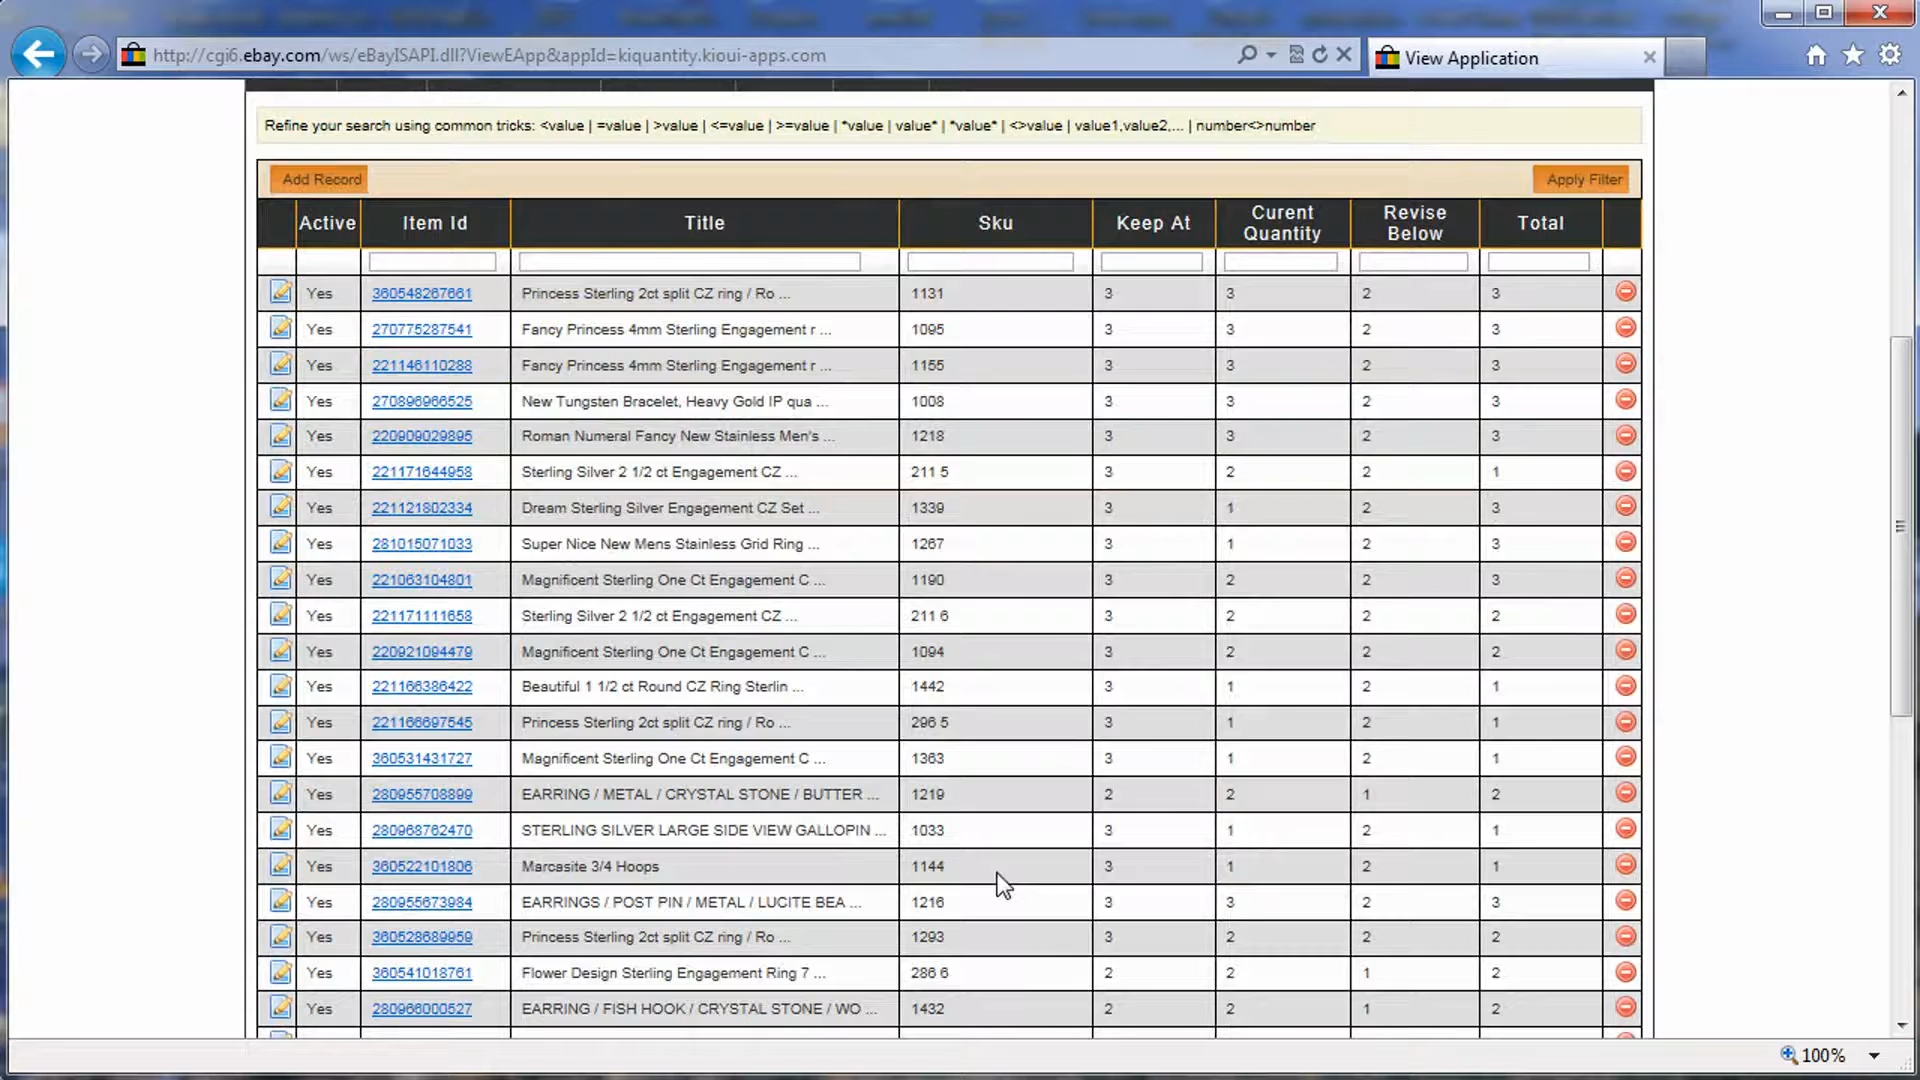 http://cgi6.ebay.com/ws/eBayISAPI.dll?ViewEApp&appId=kiquantity.kioui-apps.com
View Application
Refine your search using common tricks: <value | =value | >value | <=value | >=value | *value | value* | *value* | <>value | value1,value2,... | number<>number
Add Record Apply Filter
Active Item Id Title Sku Keep At Curent Quantity Revise Below Total
Yes 360548267661 Princess Sterling 2ct split CZ ring / Ro ... 1131 3 3 2 3
Yes 270775287541 Fancy Princess 4mm Sterling Engagement r ... 1095 3 3 2 3
Yes 221146110288 Fancy Princess 4mm Sterling Engagement r ... 1155 3 3 2 3
Yes 270896966525 New Tungsten Bracelet, Heavy Gold IP qua ... 1008 3 3 2 3
Yes 220909029895 Roman Numeral Fancy New Stainless Men's ... 1218 3 3 2 3
Yes 221171644958 Sterling Silver 2 1/2 ct Engagement CZ ... 211 5 3 2 2 1
Yes 221121802334 Dream Sterling Silver Engagement CZ Set ... 1339 3 1 2 3
Yes 281015071033 Super Nice New Mens Stainless Grid Ring ... 1267 3 1 2 3
Yes 221063104801 Magnificent Sterling One Ct Engagement C ... 1190 3 2 2 3
Yes 221171111658 Sterling Silver 2 1/2 ct Engagement CZ ... 211 6 3 2 2 2
Yes 220921094479 Magnificent Sterling One Ct Engagement C ... 1094 3 2 2 2
Yes 221166386422 Beautiful 1 1/2 ct Round CZ Ring Sterlin ... 1442 3 1 2 1
Yes 221166697545 Princess Sterling 2ct split CZ ring / Ro ... 296 5 3 1 2 1
Yes 360531431727 Magnificent Sterling One Ct Engagement C ... 1363 3 1 2 1
Yes 280955708899 EARRING / METAL / CRYSTAL STONE / BUTTER ... 1219 2 2 1 2
Yes 280968762470 STERLING SILVER LARGE SIDE VIEW GALLOPIN ... 1033 3 1 2 1
Yes 360522101806 Marcasite 3/4 Hoops 1144 3 1 2 1
Yes 280955673984 EARRINGS / POST PIN / METAL / LUCITE BEA ... 1216 3 3 2 3
Yes 360528689959 Princess Sterling 2ct split CZ ring / Ro ... 1293 3 2 2 2
Yes 360541018761 Flower Design Sterling Engagement Ring 7 ... 286 6 2 2 1 2
Yes 280966000527 EARRING / FISH HOOK / CRYSTAL STONE / WO ... 1432 2 2 1 2
100%